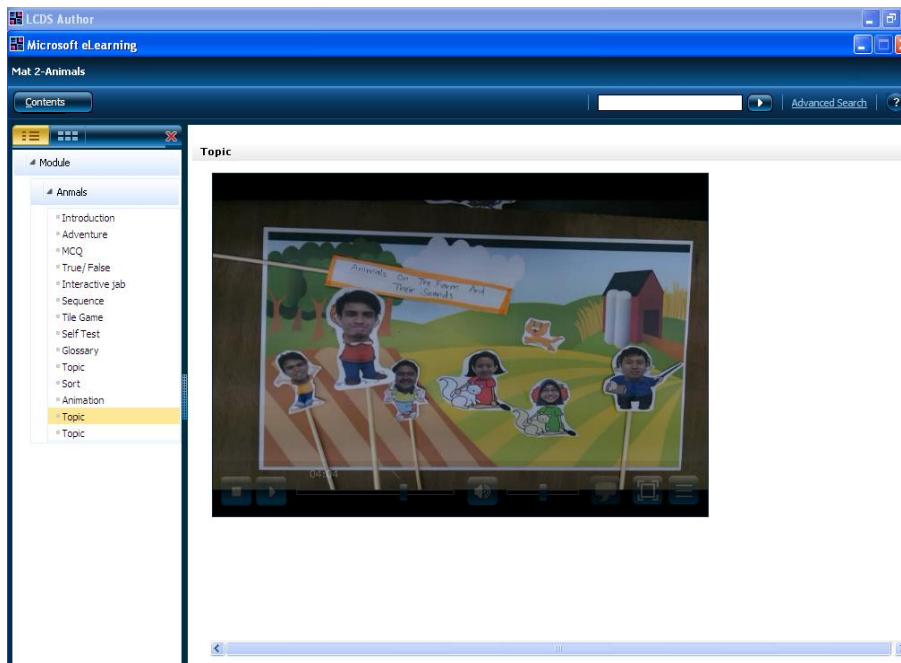 LCDS Author
Microsoft eLearning
Mat 2-Animals
Contents
Advanced Search
?
Module
Anmals
Introduction
Adventure
MCQ
True/ False
Interactive jab
Sequence
Tile Game
Self Test
Glossary
Topic
Sort
Animation
Topic
Topic
Topic
Animals On The Farm And
Their Sounds